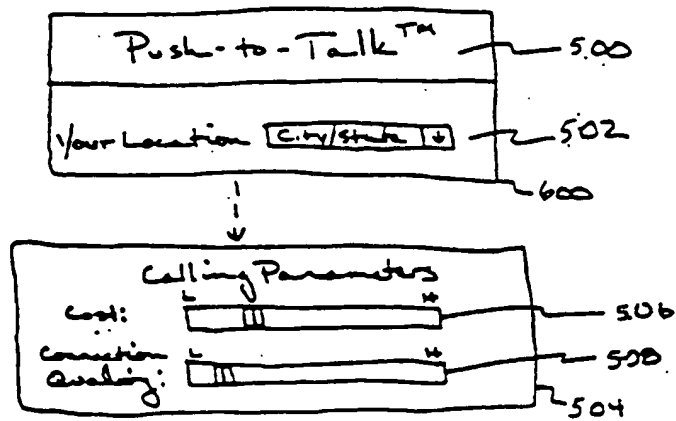 Push-to-Talk™ 500
Your Location City/State 502
600
Calling Parameters
L H
Cost: 506
Connection L H 508
Quality:
504